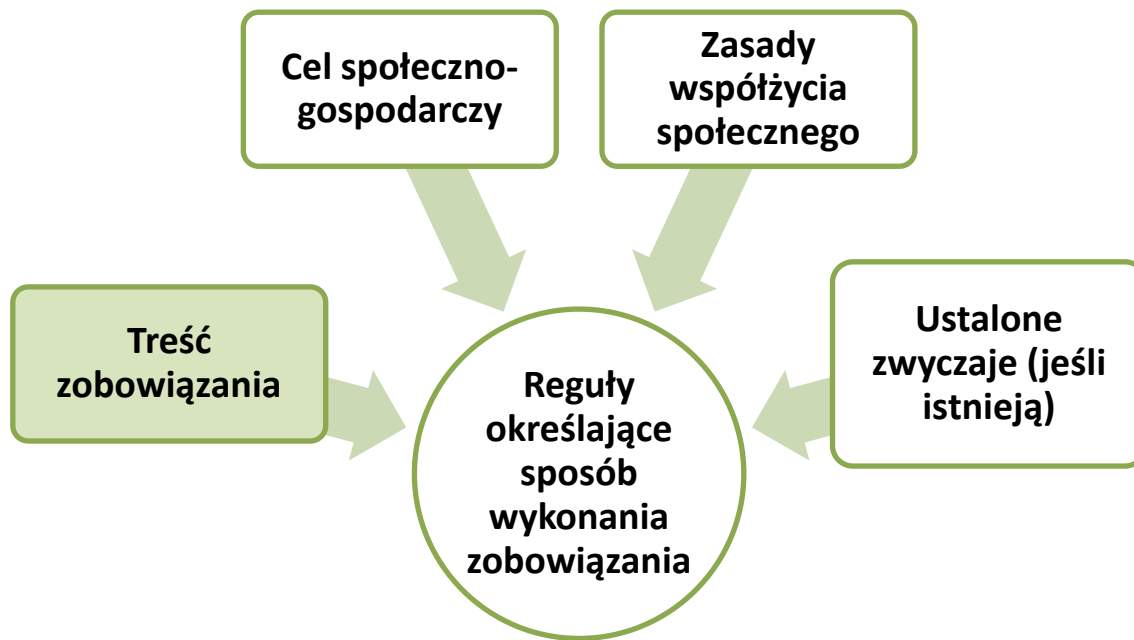 Cel społeczno-
gospodarczy
Zasady
współżycia
społecznego
Treść
zobowiązania
Ustalone
zwyczaje (jeśli
istnieją)
Reguły
określające
sposób
wykonania
zobowiązania